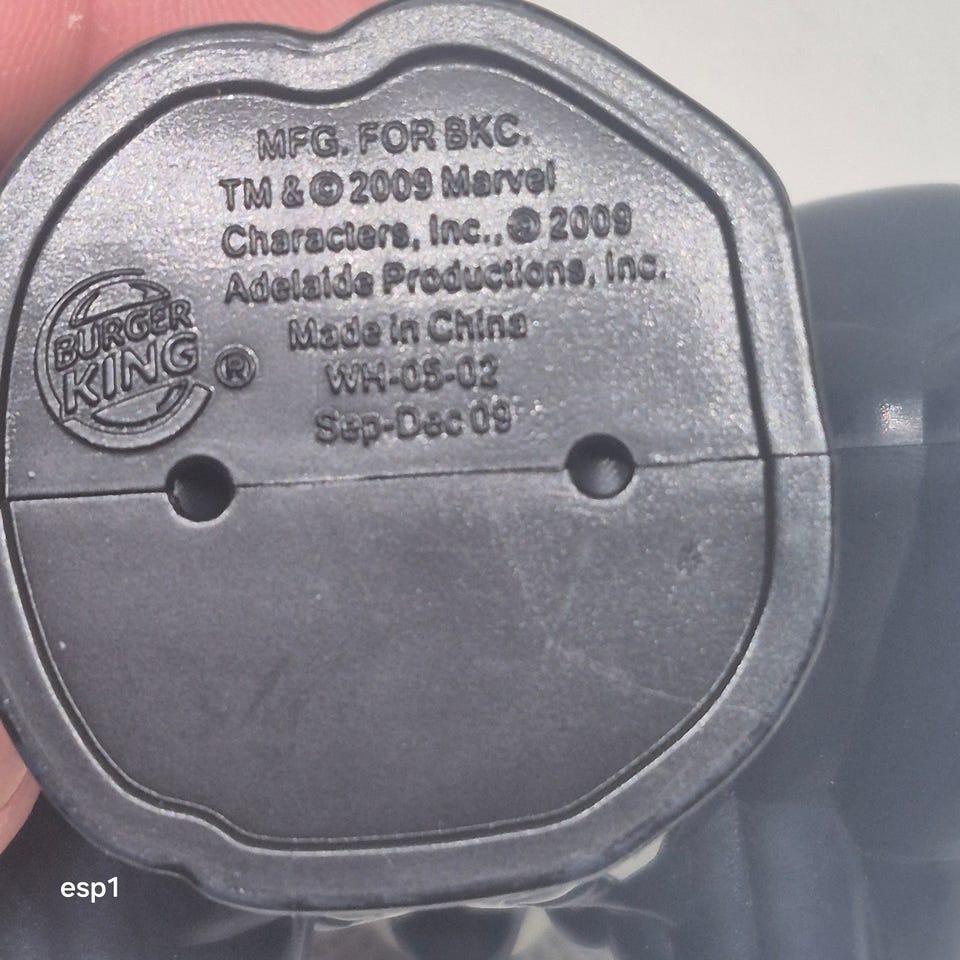 MFG. FOR BKC.
TM & © 2009 Marvel
Characters, Inc., © 2009
Adelaide Productions, Inc.
Made in China
WH-05-02
Sep-Dec 09
BURGER
KING ®
esp1